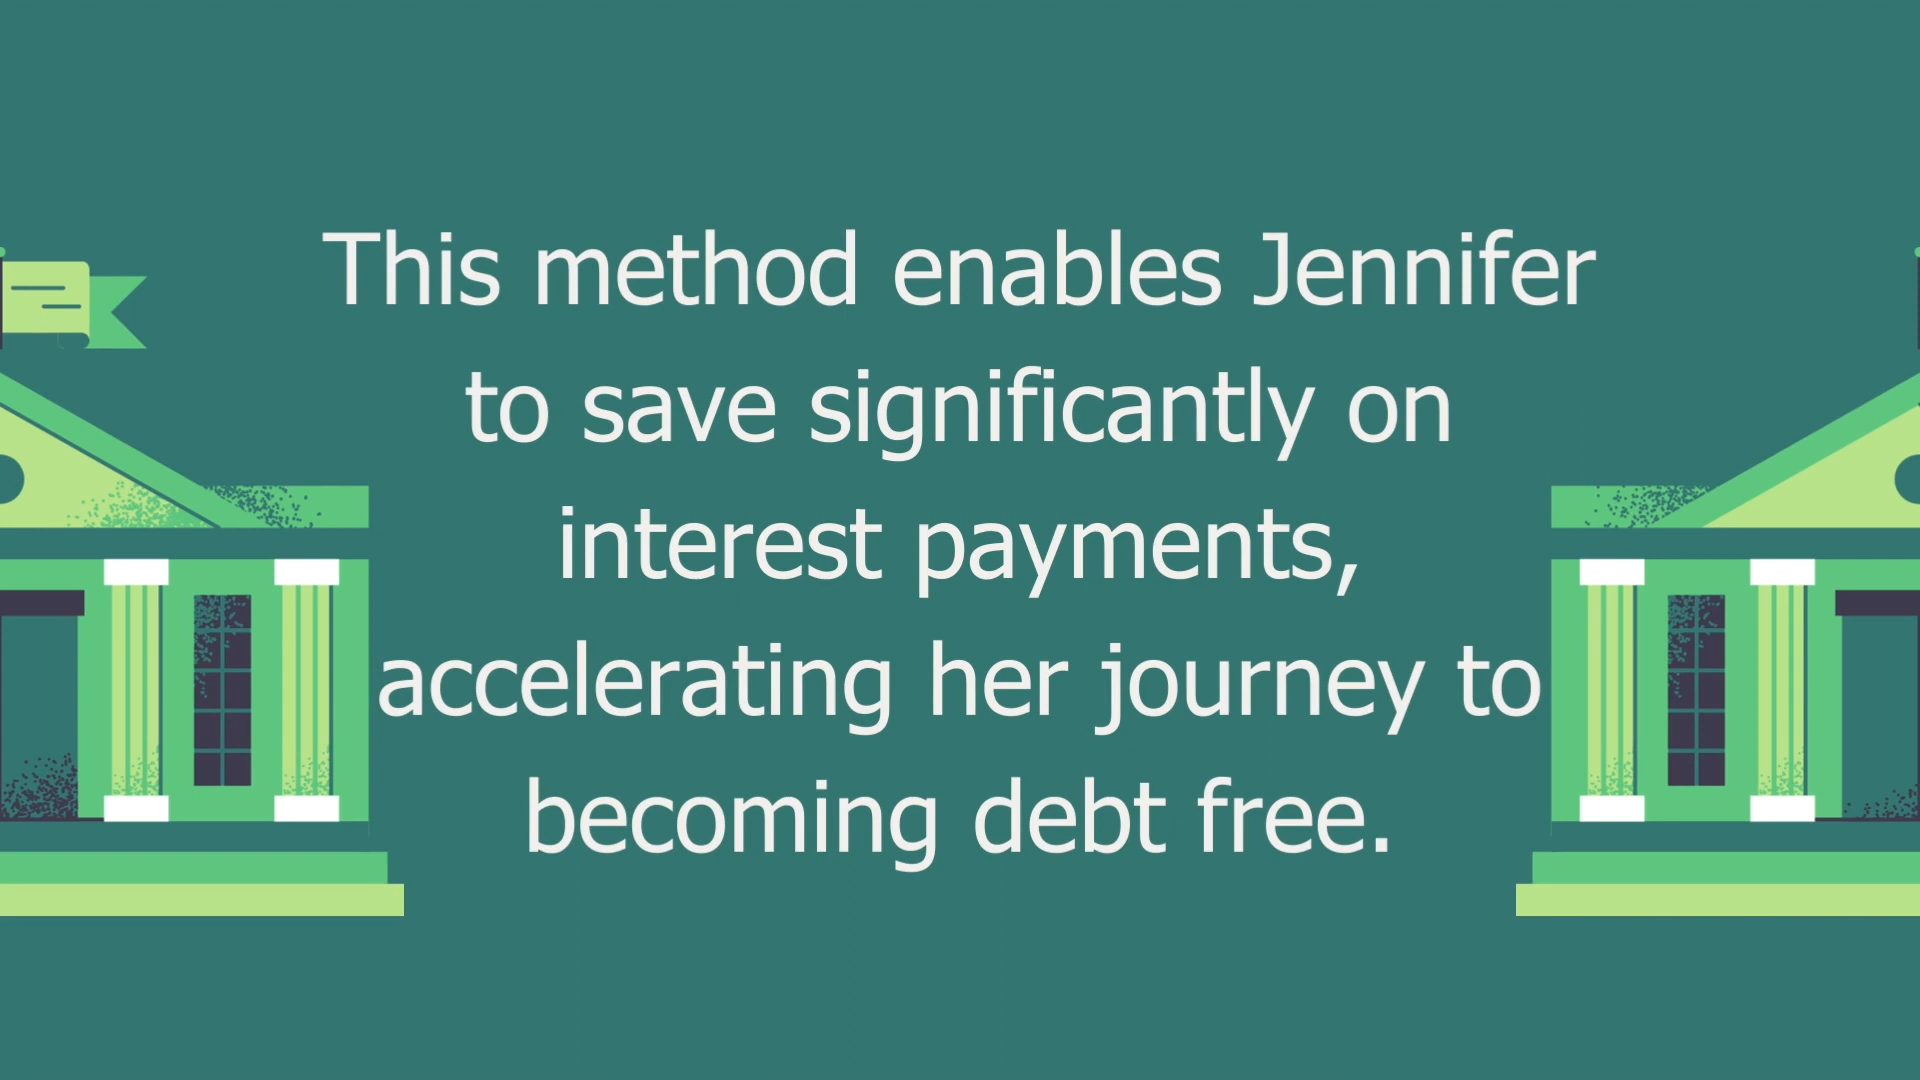 This method enables Jennifer
to save significantly on
interest payments,
accelerating her journey to
becoming debt free.